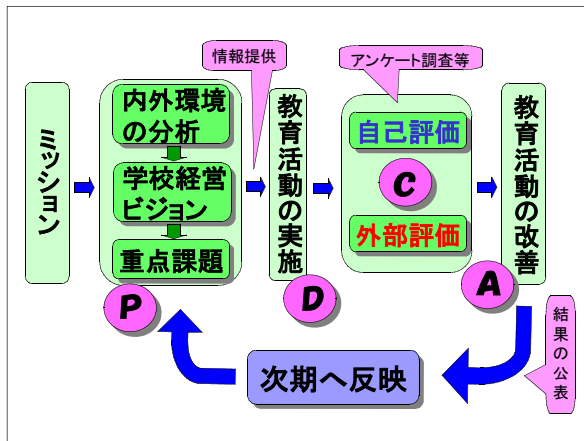 情報提供
アンケート調査等
ミッション
内外環境
の分析
学校経営
ビジョン
重点課題
P
教育活動の実施
D
自己評価
C
外部評価
教育活動の改善
A
結果の公表
次期へ反映